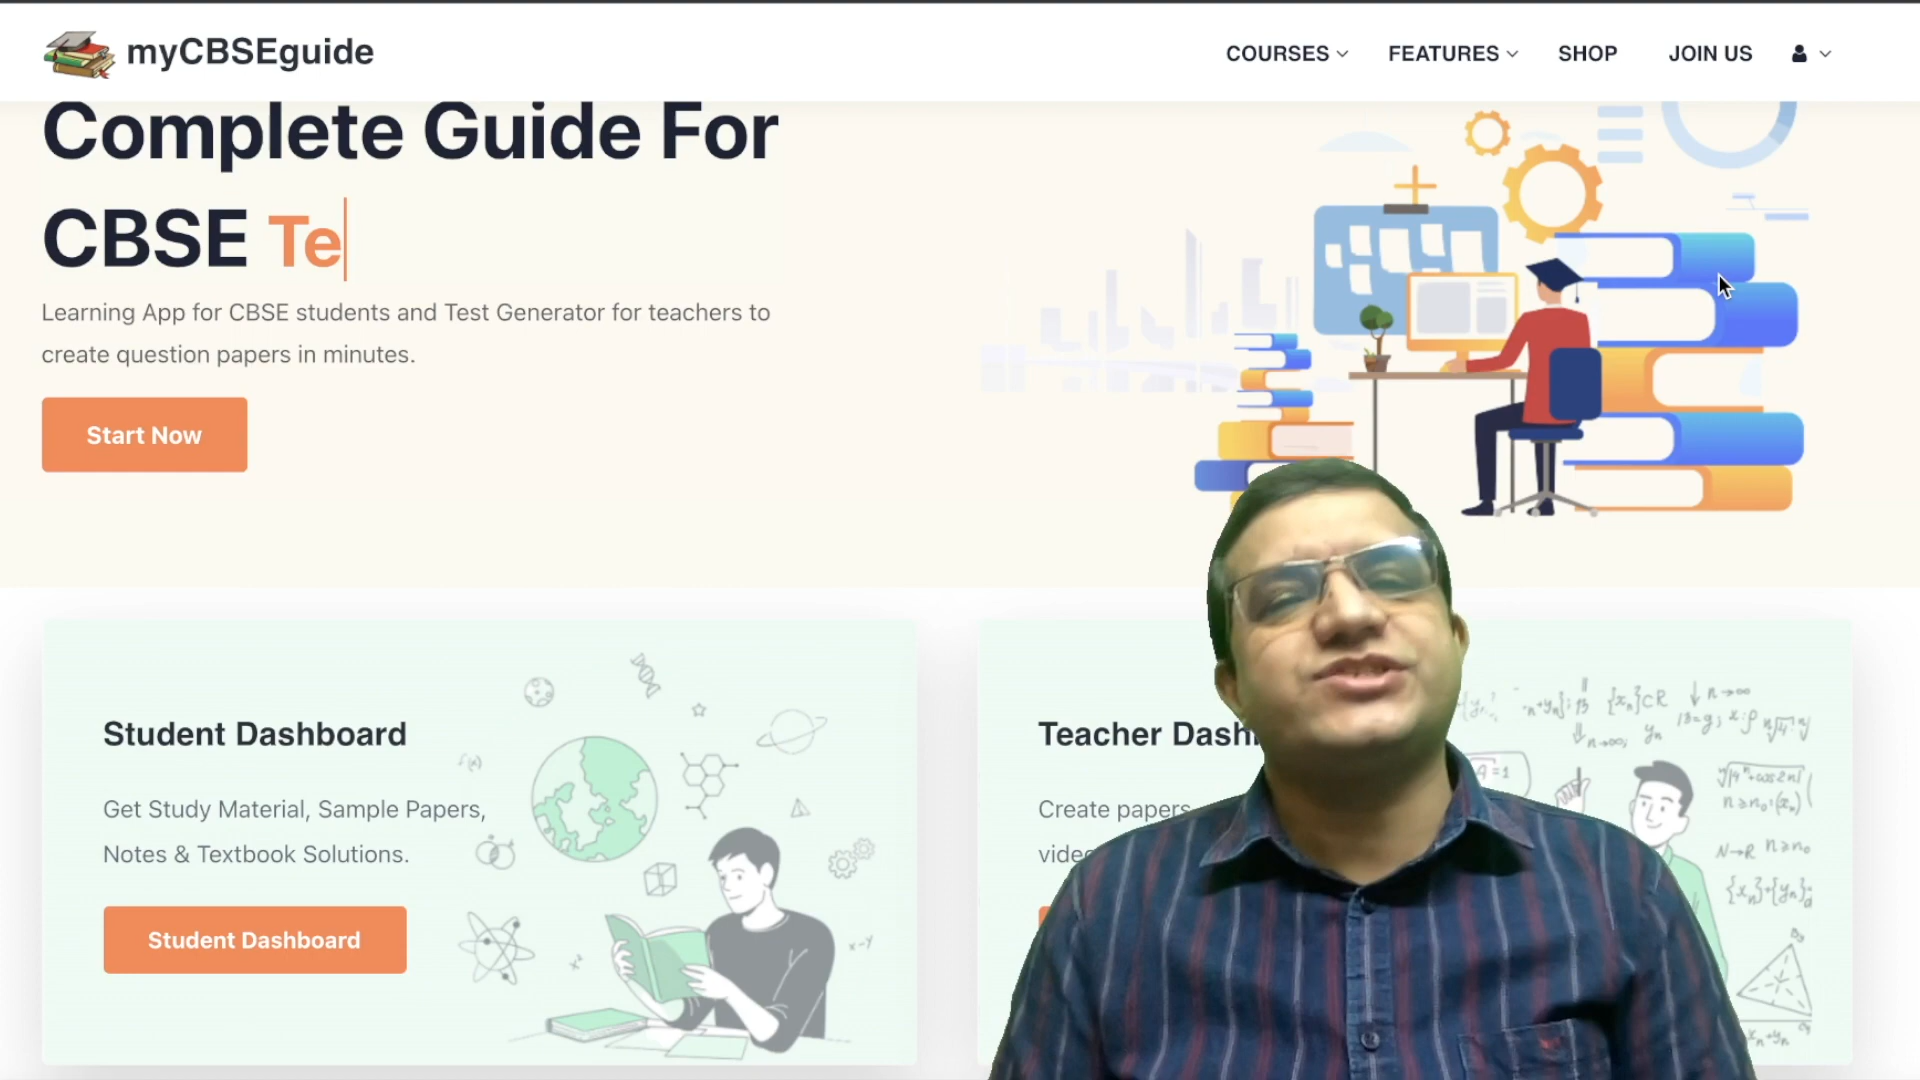 myCBSEguide
COURSES
FEATURES
SHOP
JOIN US
Complete Guide For
CBSE Te
Learning App for CBSE students and Test Generator for teachers to
create question papers in minutes.
Start Now
Student Dashboard
Get Study Material, Sample Papers,
Notes & Textbook Solutions.
Student Dashboard
Teacher Dash
Create papers